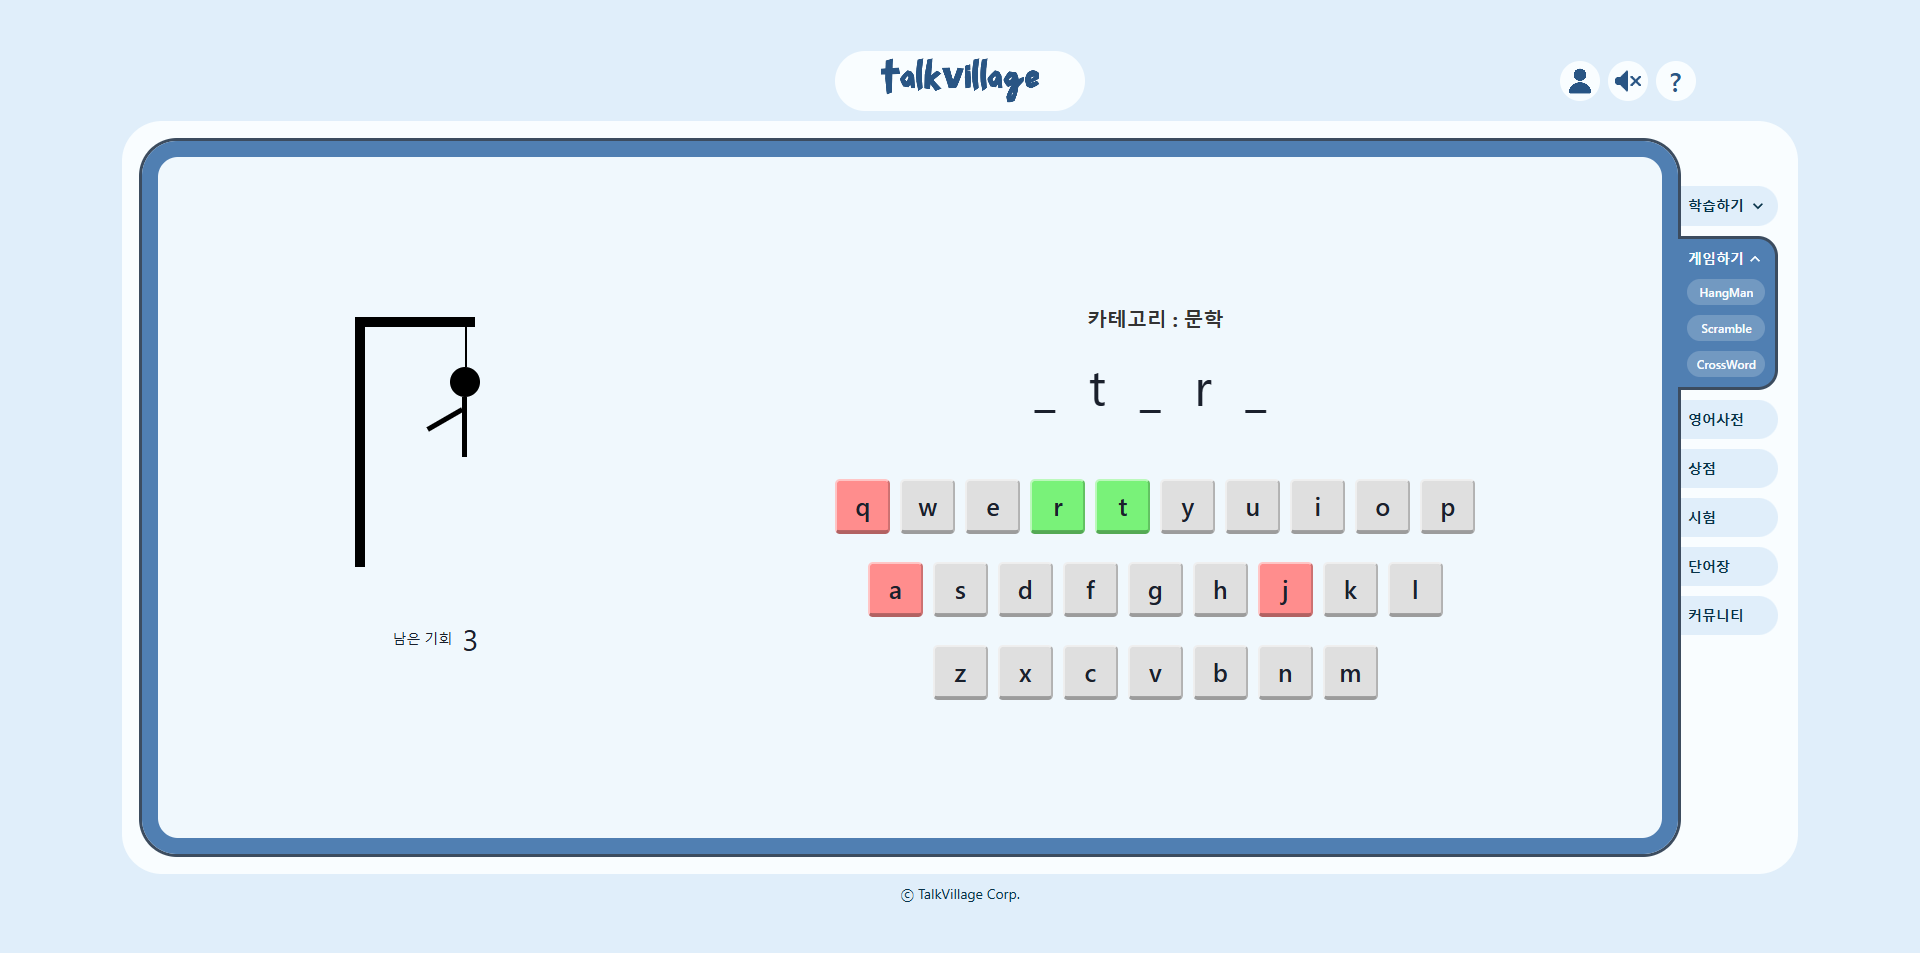 talkvillage
?
학습하기
게임하기
HangMan
Scramble
CrossWord
영어사전
상점
시험
단어장
커뮤니티
카테고리 : 문학
_ t _ r _
q w e r t y u i o p
a s d f g h j k l
z x c v b n m
남은 기회 3
ⓒ TalkVillage Corp.